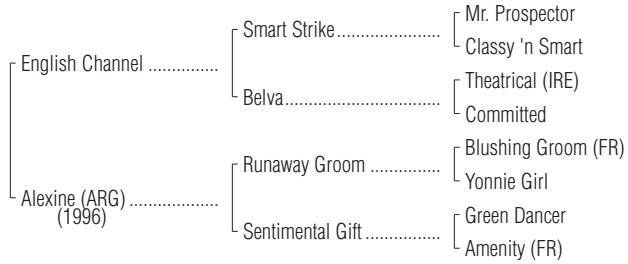 Mr. Prospector
Smart Strike
Classy 'n Smart
English Channel
Theatrical (IRE)
Belva
Committed
Blushing Groom (FR)
Runaway Groom
Yonnie Girl
Alexine (ARG)
(1996)
Green Dancer
Sentimental Gift
Amenity (FR)